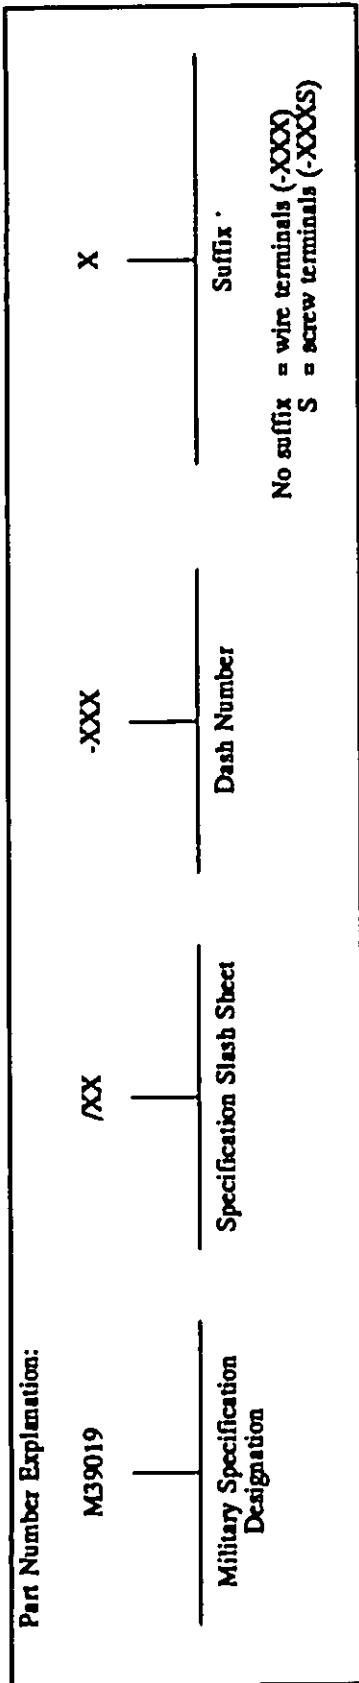 Part Number Explanation:
M39019
/XX
-XXX
X
Military Specification
Designation
Specification Slash Sheet
Dash Number
Suffix
No suffix = wire terminals (-XXX)
S = screw terminals (-XXXS)